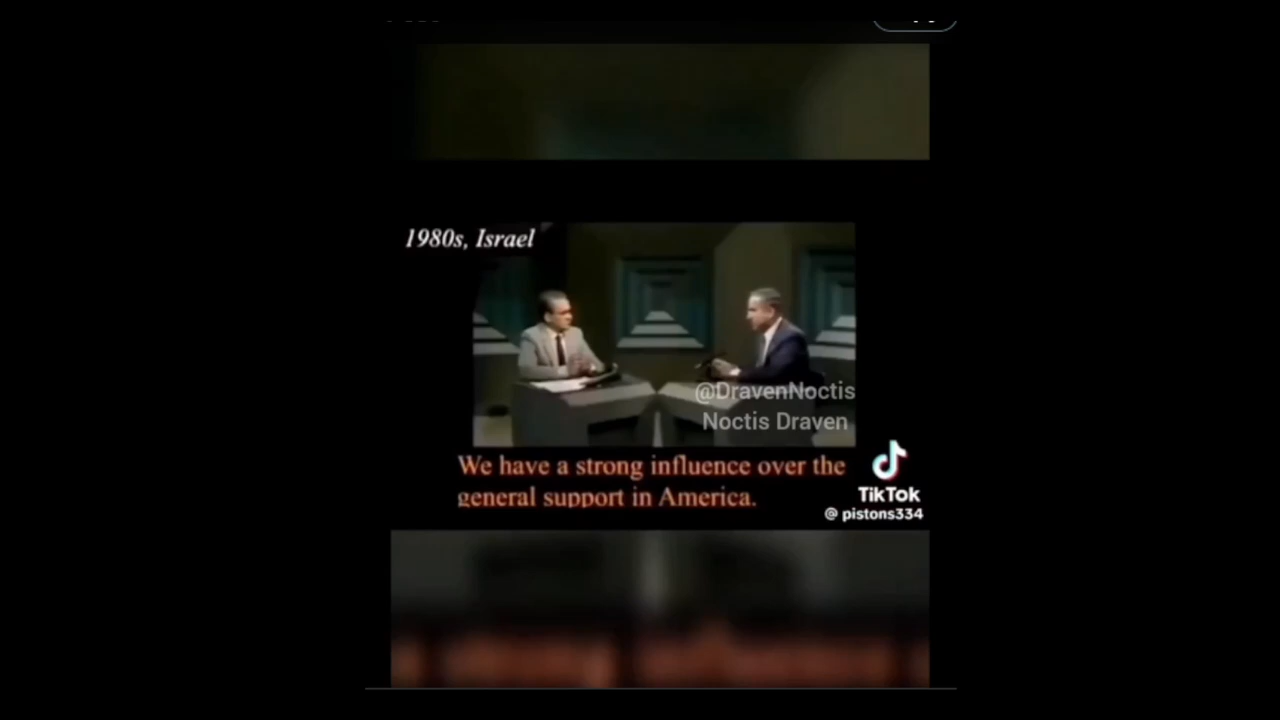 1980s, Israel
@DravenNoctis
Noctis Draven
We have a strong influence over the
general support in America.
TikTok
@ pistons334